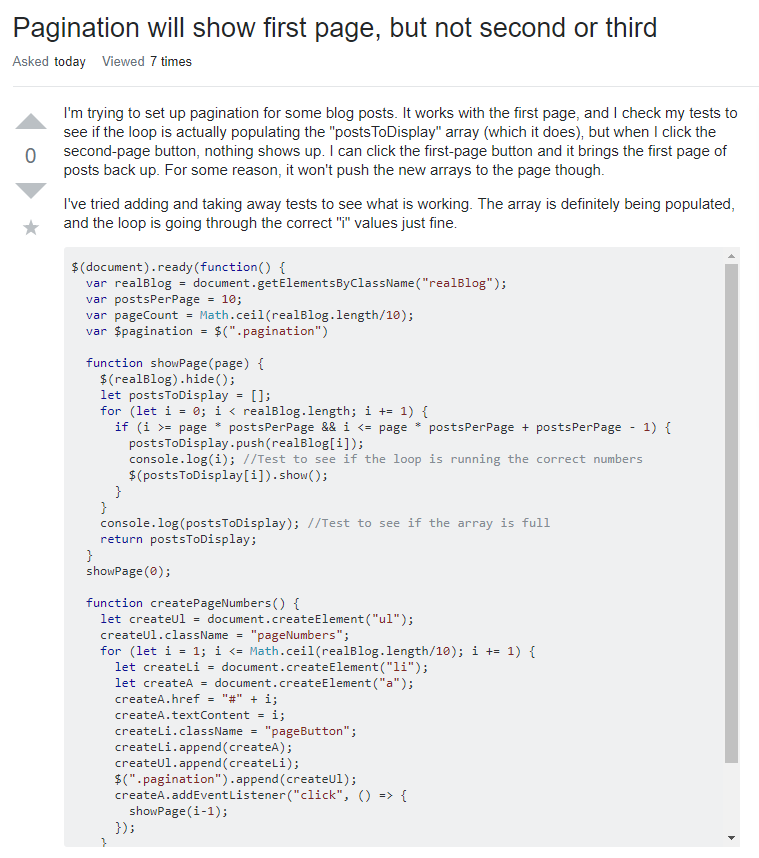 Pagination will show first page, but not second or third
Asked today Viewed 7 times
I'm trying to set up pagination for some blog posts. It works with the first page, and I check my tests to
see if the loop is actually populating the "postsToDisplay" array (which it does), but when I click the
second-page button, nothing shows up. I can click the first-page button and it brings the first page of
posts back up. For some reason, it won't push the new arrays to the page though.
0
I've tried adding and taking away tests to see what is working. The array is definitely being populated,
and the loop is going through the correct "i" values just fine.
$(document).ready(function() {
  var realBlog = document.getElementsByClassName("realBlog");
  var postsPerPage = 10;
  var pageCount = Math.ceil(realBlog.length/10);
  var $pagination = $(".pagination")

  function showPage(page) {
    $(realBlog).hide();
    let postsToDisplay = [];
    for (let i = 0; i < realBlog.length; i += 1) {
      if (i >= page * postsPerPage && i <= page * postsPerPage + postsPerPage - 1) {
        postsToDisplay.push(realBlog[i]);
        console.log(i); //Test to see if the loop is running the correct numbers
        $(postsToDisplay[i]).show();
      }
    }
    console.log(postsToDisplay); //Test to see if the array is full
    return postsToDisplay;
  }
  showPage(0);

  function createPageNumbers() {
    let createUl = document.createElement("ul");
    createUl.className = "pageNumbers";
    for (let i = 1; i <= Math.ceil(realBlog.length/10); i += 1) {
      let createLi = document.createElement("li");
      let createA = document.createElement("a");
      createA.href = "#" + i;
      createA.textContent = i;
      createLi.className = "pageButton";
      createLi.append(createA);
      createUl.append(createLi);
      $(".pagination").append(createUl);
      createA.addEventListener("click", () => {
        showPage(i-1);
      });
    }